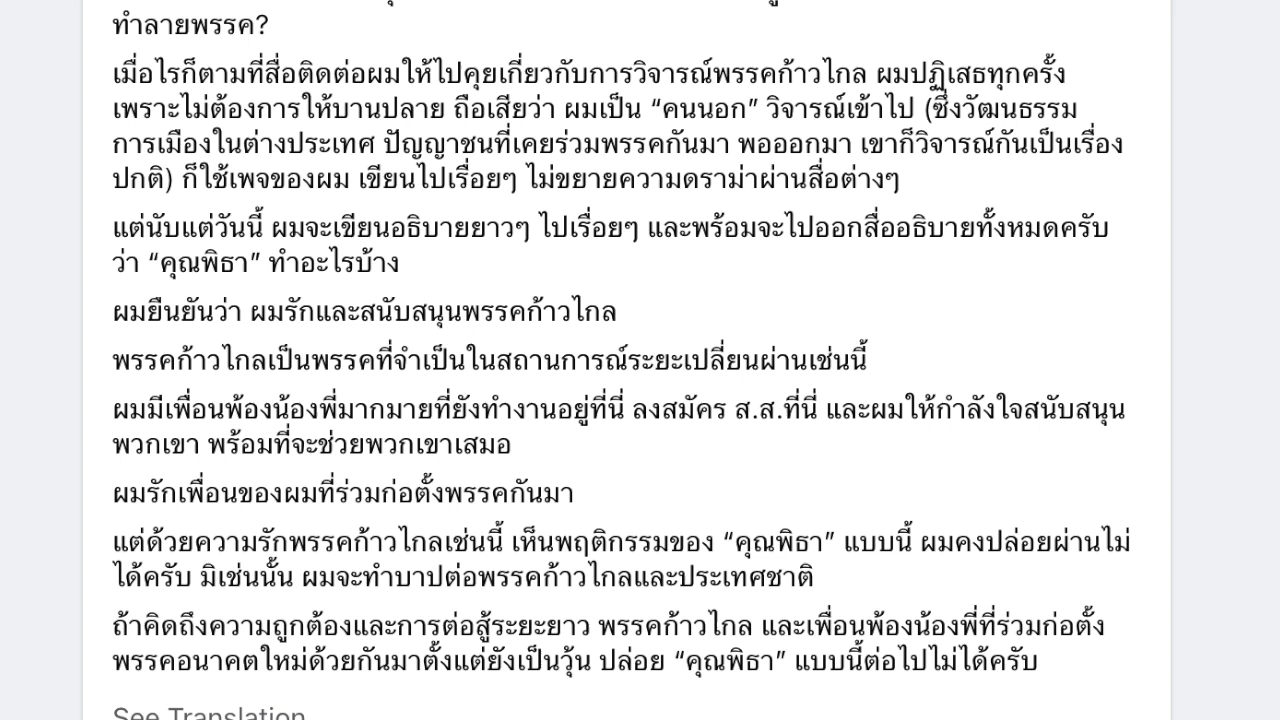 ทำลายพรรค?
เมื่อไรก็ตามที่สื่อติดต่อผมให้ไปคุยเกี่ยวกับการวิจารณ์พรรคก้าวไกล ผมปฏิเสธทุกครั้ง
เพราะไม่ต้องการให้บานปลาย ถือเสียว่า ผมเป็น “คนนอก” วิจารณ์เข้าไป (ซึ่งวัฒนธรรม
การเมืองในต่างประเทศ ปัญญาชนที่เคยร่วมพรรคกันมา พอออกมา เขาก็วิจารณ์กันเป็นเรื่อง
ปกติ) ก็ใช้เพจของผม เขียนไปเรื่อยๆ ไม่ขยายความดราม่าผ่านสื่อต่างๆ
แต่นับแต่วันนี้ ผมจะเขียนอธิบายยาวๆ ไปเรื่อยๆ และพร้อมจะไปออกสื่ออธิบายทั้งหมดครับ
ว่า “คุณพิธา” ทำอะไรบ้าง
ผมยืนยันว่า ผมรักและสนับสนุนพรรคก้าวไกล
พรรคก้าวไกลเป็นพรรคที่จำเป็นในสถานการณ์ระยะเปลี่ยนผ่านเช่นนี้
ผมมีเพื่อนพ้องน้องพี่มากมายที่ยังทำงานอยู่ที่นี่ ลงสมัคร ส.ส.ที่นี่ และผมให้กำลังใจสนับสนุน
พวกเขา พร้อมที่จะช่วยพวกเขาเสมอ
ผมรักเพื่อนของผมที่ร่วมก่อตั้งพรรคกันมา
แต่ด้วยความรักพรรคก้าวไกลเช่นนี้ เห็นพฤติกรรมของ “คุณพิธา” แบบนี้ ผมคงปล่อยผ่านไม่
ได้ครับ มิเช่นนั้น ผมจะทำบาปต่อพรรคก้าวไกลและประเทศชาติ
ถ้าคิดถึงความถูกต้องและการต่อสู้ระยะยาว พรรคก้าวไกล และเพื่อนพ้องน้องพี่ที่ร่วมก่อตั้ง
พรรคอนาคตใหม่ด้วยกันมาตั้งแต่ยังเป็นวุ้น ปล่อย “คุณพิธา” แบบนี้ต่อไปไม่ได้ครับ
See Translation